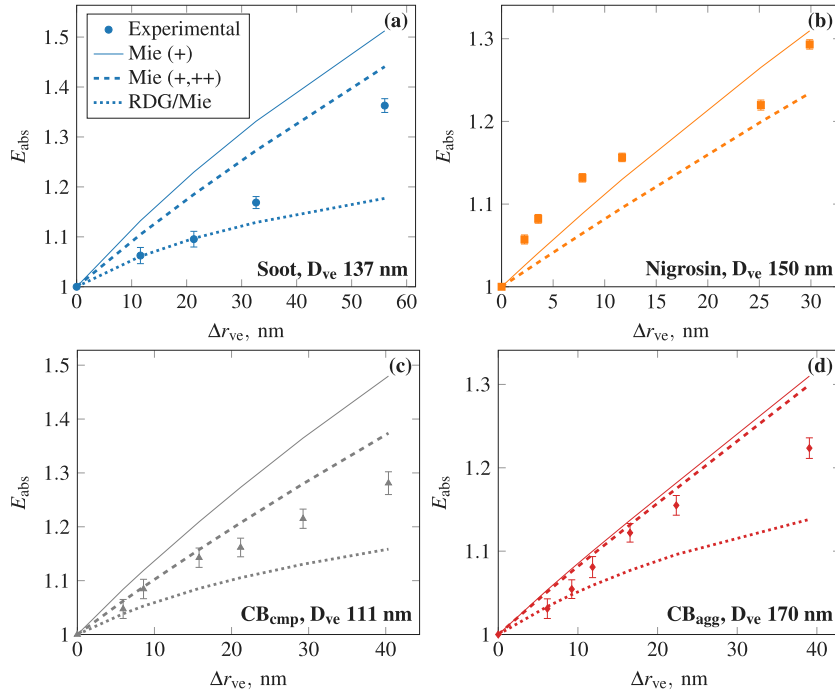 (a)
Experimental
Mie (+)
Mie (+,++)
RDG/Mie
1.5
1.4
1.3
1.2
1.1
1
E_abs
Soot, D_ve 137 nm
0 10 20 30 40 50 60
Δr_ve, nm
(b)
1.3
1.2
1.1
1
E_abs
Nigrosin, D_ve 150 nm
0 5 10 15 20 25 30
Δr_ve, nm
(c)
1.5
1.4
1.3
1.2
1.1
1
E_abs
CB_cmp, D_ve 111 nm
0 10 20 30 40
Δr_ve, nm
(d)
1.3
1.2
1.1
1
E_abs
CB_agg, D_ve 170 nm
0 10 20 30 40
Δr_ve, nm